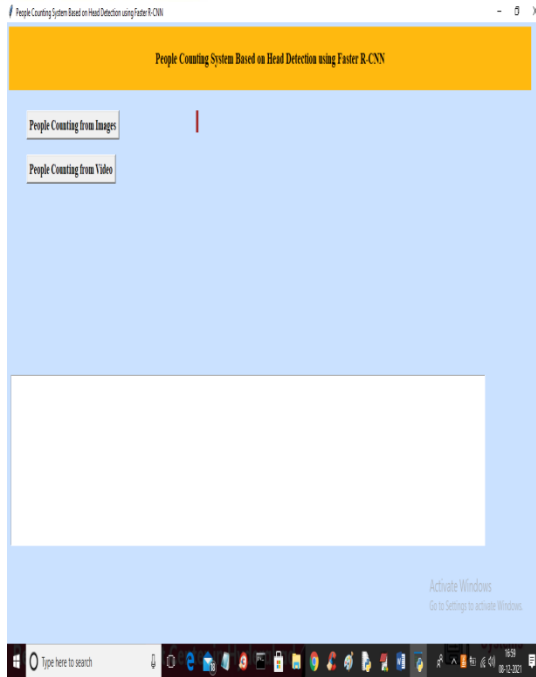 People Counting System Based on Head Detection using Faster R-CNN
People Counting System Based on Head Detection using Faster R-CNN
People Counting from Images
People Counting from Video
Activate Windows
Go to Settings to activate Windows.
Type here to search
18
16:59
08-12-2021